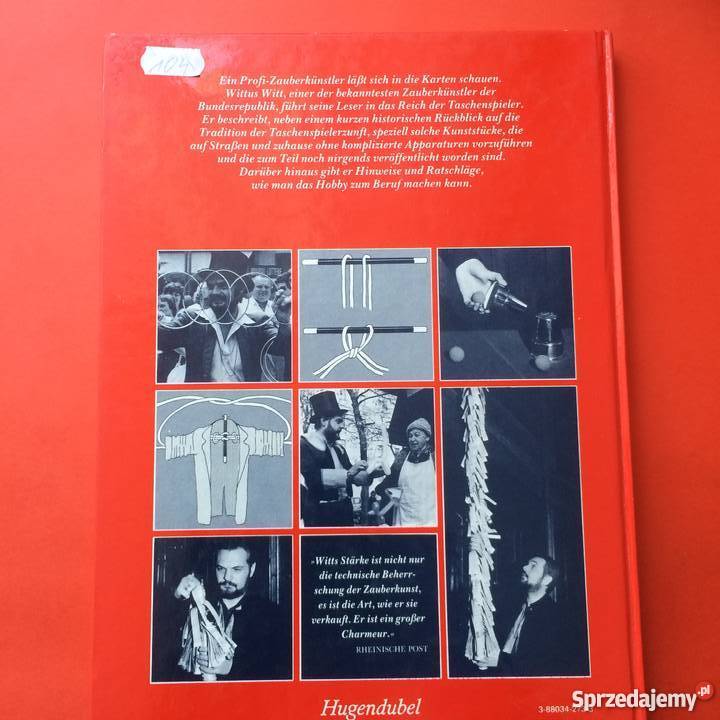 104
Ein Profi-Zauberkünstler läßt sich in die Karten schauen.
Wittus Witt, einer der bekanntesten Zauberkünstler der
Bundesrepublik, führt seine Leser in das Reich der Taschenspieler.
Er beschreibt, neben einem kurzen historischen Rückblick auf die
Tradition der Taschenspielerzunft, speziell solche Kunststücke, die
auf Straßen und zuhause ohne komplizierte Apparaturen vorzuführen
und die zum Teil noch nirgends veröffentlicht worden sind.
Darüber hinaus gibt er Hinweise und Ratschläge,
wie man das Hobby zum Beruf machen kann.
»Witts Stärke ist nicht nur
die technische Beherr-
schung der Zauberkunst,
es ist die Art, wie er sie
verkauft. Er ist ein großer
Charmeur.«
RHEINISCHE POST
Hugendubel
Sprzedajemy.pl